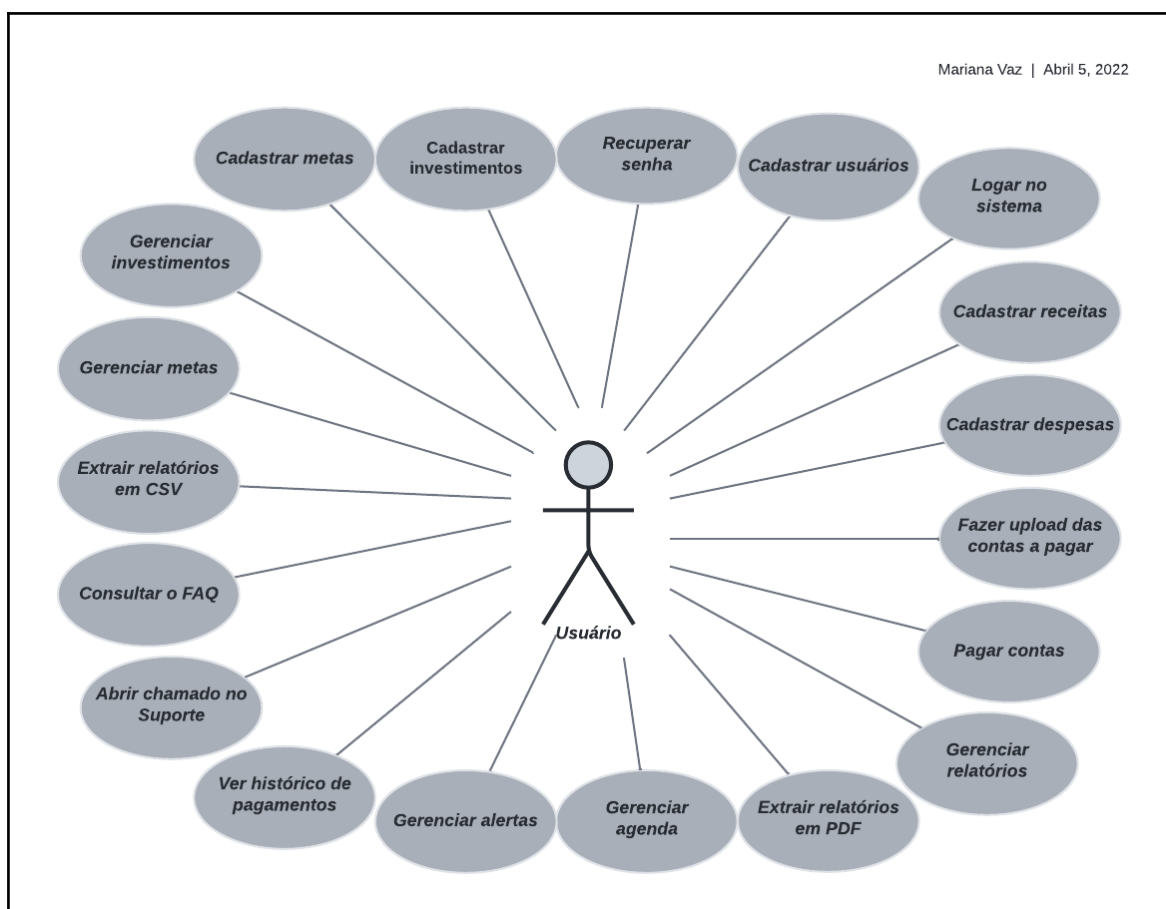 Mariana Vaz | Abril 5, 2022
Cadastrar metas
Cadastrar
investimentos
Recuperar
senha
Cadastrar usuários
Logar no
sistema
Gerenciar
investimentos
Cadastrar receitas
Gerenciar metas
Cadastrar despesas
Extrair relatórios
em CSV
Fazer upload das
contas a pagar
Consultar o FAQ
Usuário
Pagar contas
Abrir chamado no
Suporte
Gerenciar
relatórios
Ver histórico de
pagamentos
Gerenciar alertas
Gerenciar
agenda
Extrair relatórios
em PDF